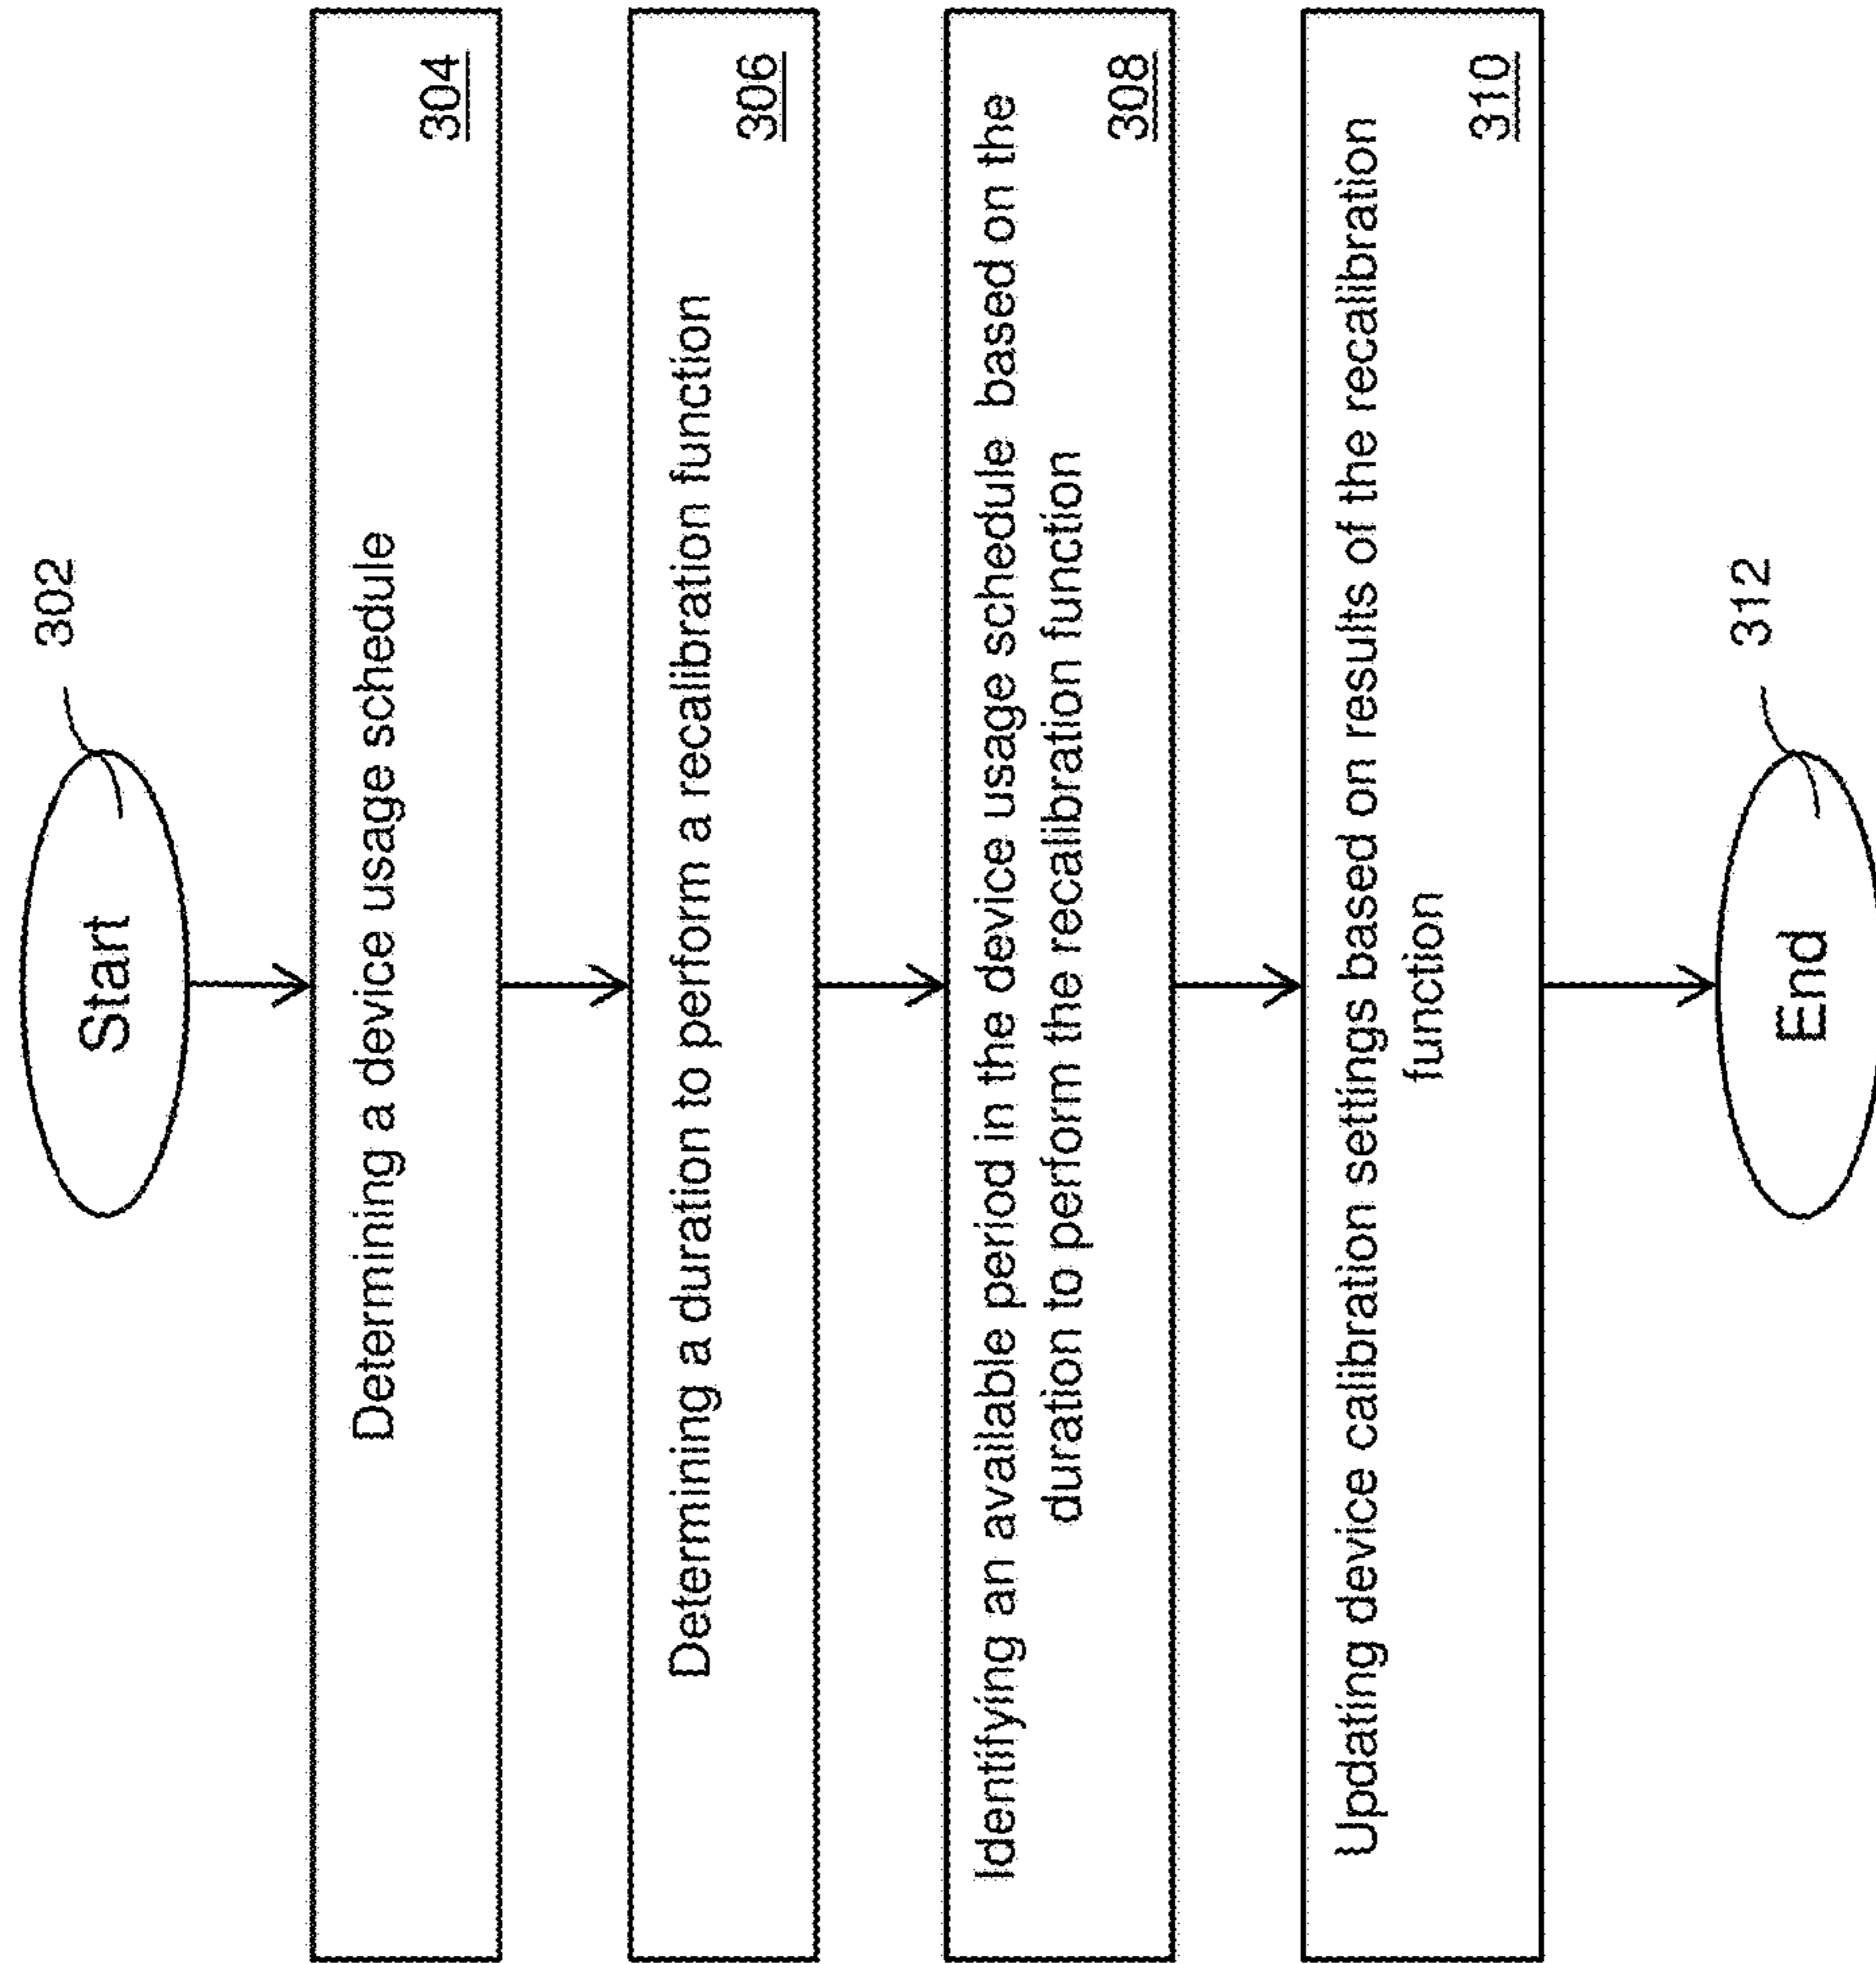 302
Start
Determining a device usage schedule
304
Determining a duration to perform a recalibration function
306
Identifying an available period in the device usage schedule based on the
duration to perform the recalibration function
308
Updating device calibration settings based on results of the recalibration
function
310
312
End